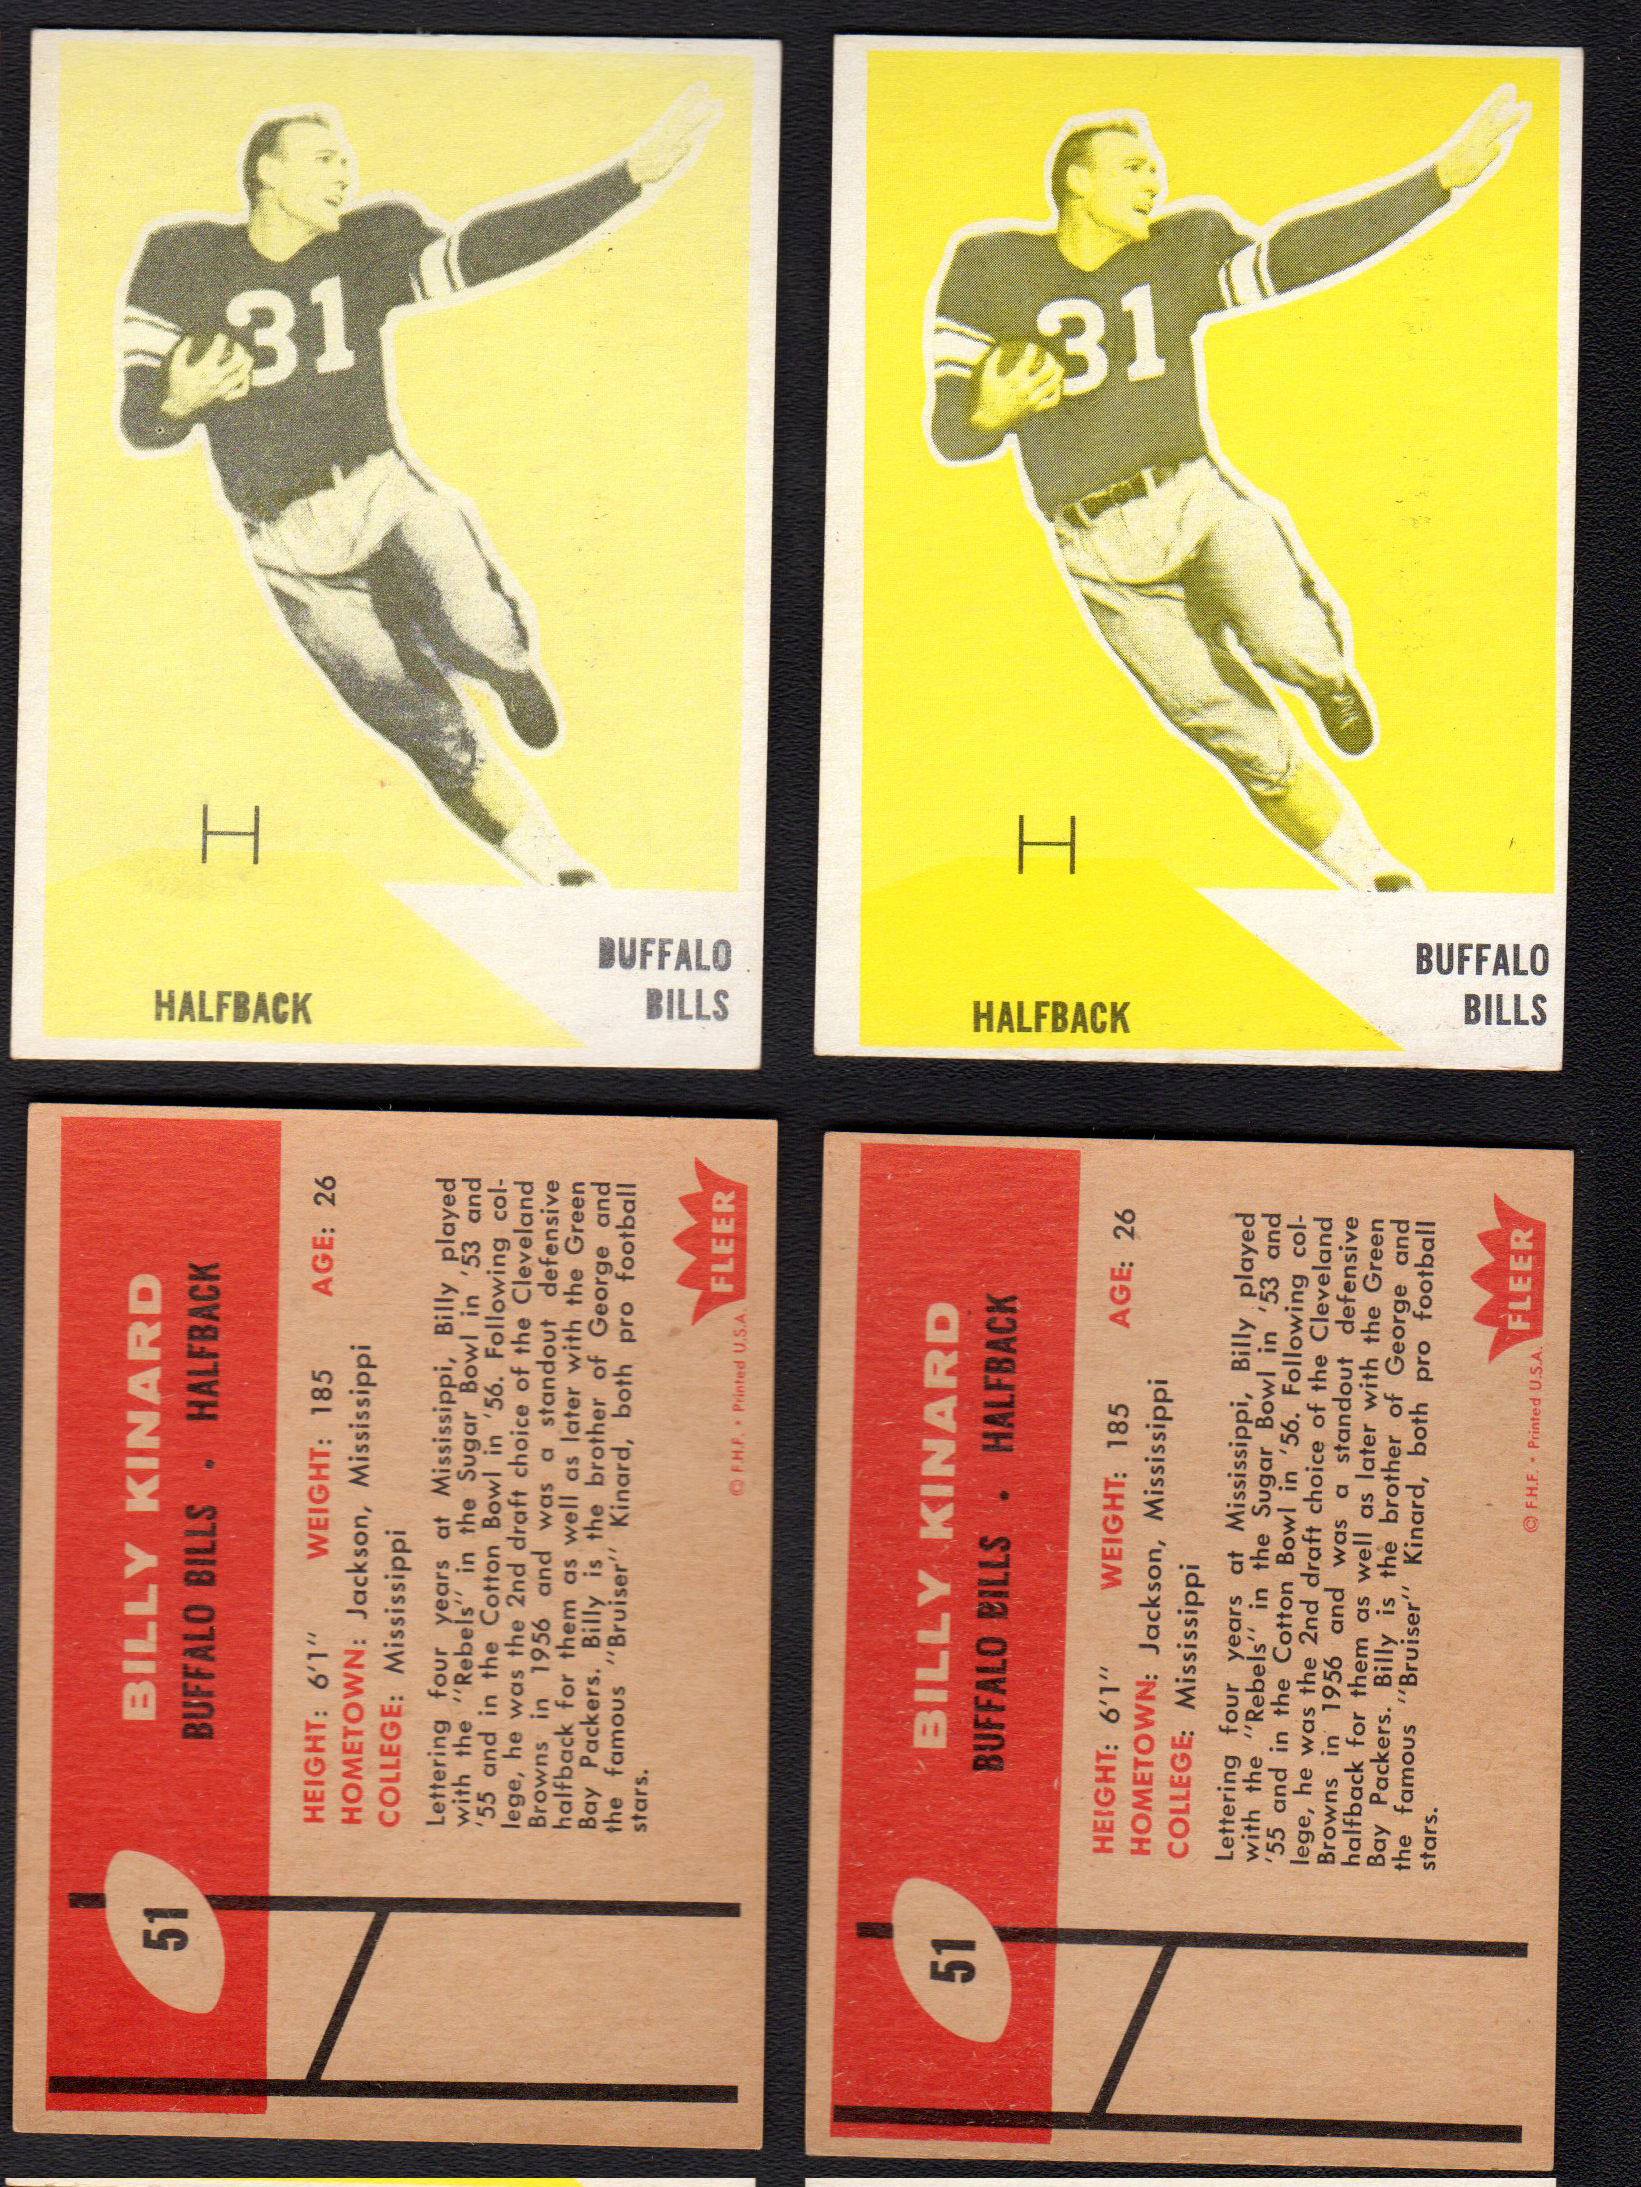 31
H
HALFBACK
BUFFALO
BILLS
31
H
HALFBACK
BUFFALO
BILLS
51
BILLY KINARD
BUFFALO BILLS • HALFBACK
HEIGHT: 6'1" WEIGHT: 185 AGE: 26
HOMETOWN: Jackson, Mississippi
COLLEGE: Mississippi
Lettering four years at Mississippi, Billy played
with the "Rebels" in the Sugar Bowl in '53 and
'55 and in the Cotton Bowl in '56. Following col-
lege, he was the 2nd draft choice of the Cleveland
Browns in 1956 and was a standout defensive
halfback for them as well as later with the Green
Bay Packers. Billy is the brother of George and
the famous "Bruiser" Kinard, both pro football
stars.
FLEER
© F.H.F. • Printed U.S.A.
51
BILLY KINARD
BUFFALO BILLS • HALFBACK
HEIGHT: 6'1" WEIGHT: 185 AGE: 26
HOMETOWN: Jackson, Mississippi
COLLEGE: Mississippi
Lettering four years at Mississippi, Billy played
with the "Rebels" in the Sugar Bowl in '53 and
'55 and in the Cotton Bowl in '56. Following col-
lege, he was the 2nd draft choice of the Cleveland
Browns in 1956 and was a standout defensive
halfback for them as well as later with the Green
Bay Packers. Billy is the brother of George and
the famous "Bruiser" Kinard, both pro football
stars.
FLEER
© F.H.F. • Printed U.S.A.